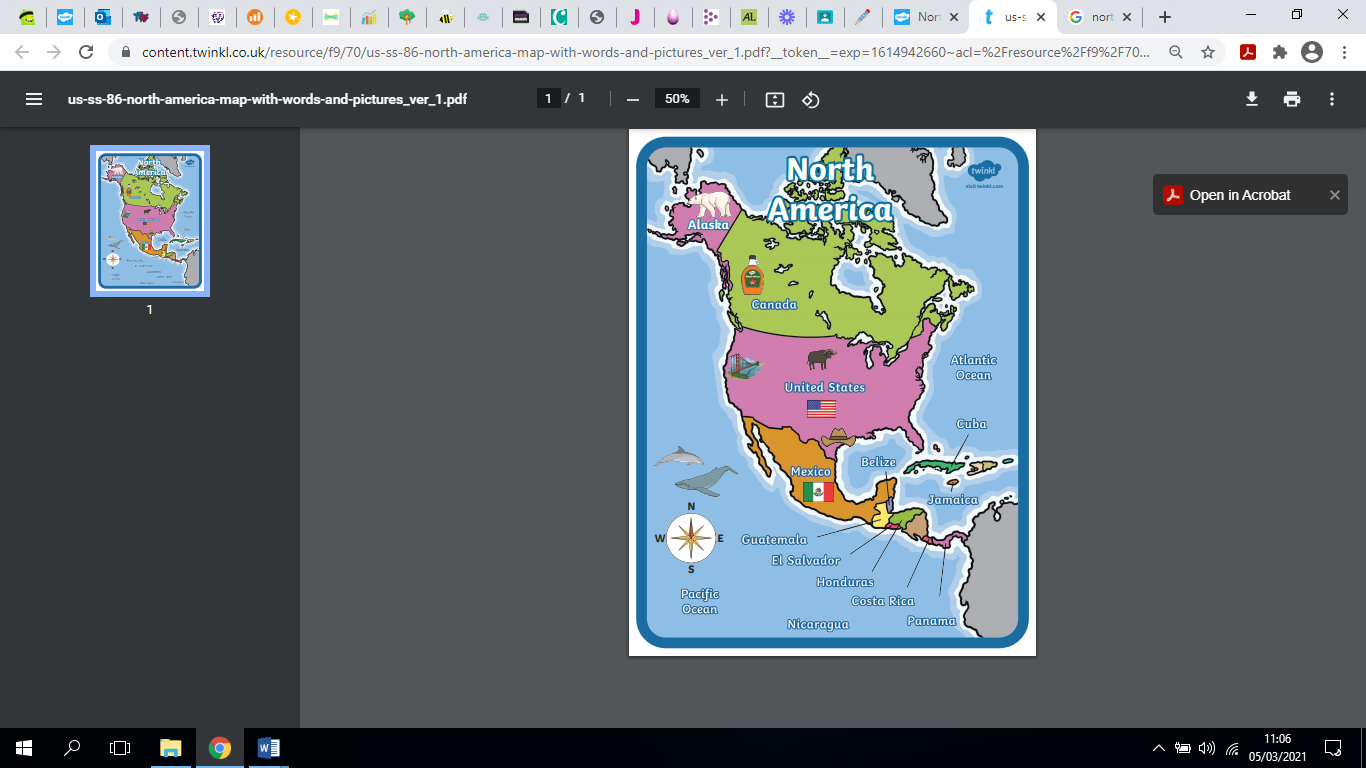 Nort
us-s
nort
content.twinkl.co.uk/resource/f9/70/us-ss-86-north-america-map-with-words-and-pictures_ver_1.pdf?__token__=exp=1614942660~acl=%2Fresource%2Ff9%2F70...
us-ss-86-north-america-map-with-words-and-pictures_ver_1.pdf
1 / 1
50%
Open in Acrobat
1
North
America
twinkl
visit twinkl.com
Alaska
Canada
Atlantic
Ocean
United States
Cuba
Belize
Mexico
Jamaica
N
W
E
S
Guatemala
El Salvador
Honduras
Pacific
Ocean
Costa Rica
Nicaragua
Panama
11:06
05/03/2021